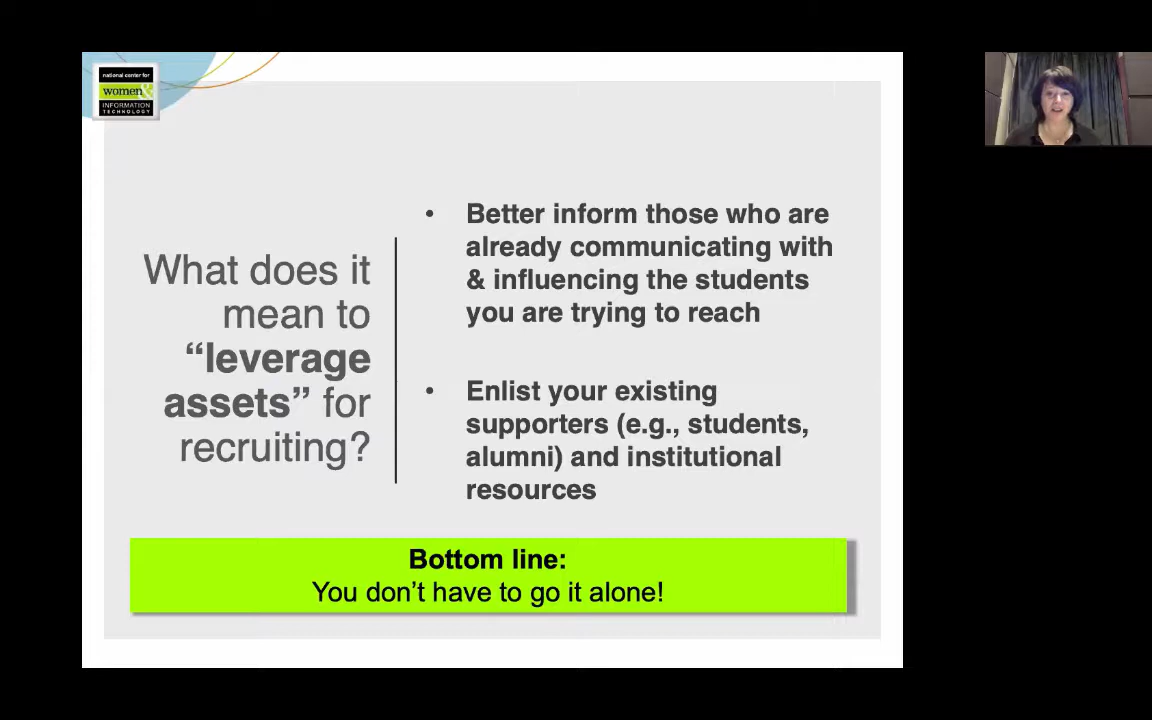 national center for
women&
INFORMATION
TECHNOLOGY
What does it
mean to
“leverage
assets” for
recruiting?
• Better inform those who are
already communicating with
& influencing the students
you are trying to reach
• Enlist your existing
supporters (e.g., students,
alumni) and institutional
resources
Bottom line:
You don’t have to go it alone!